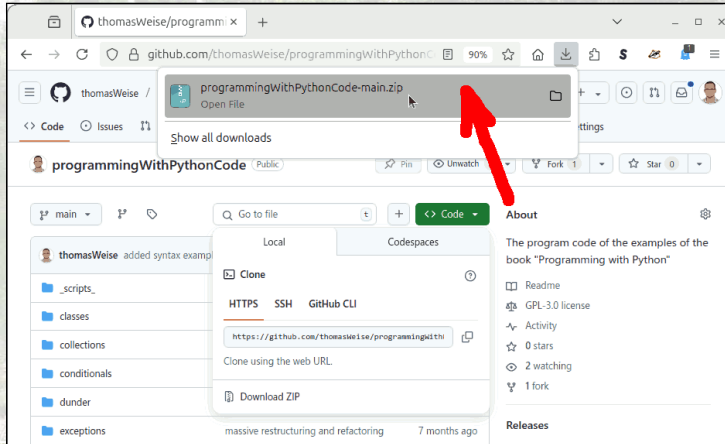 thomasWeise/programm
github.com/thomasWeise/programmingWithPythonC
90%
programmingWithPythonCode-main.zip
Open File
Show all downloads
thomasWeise /
Code
Issues
ttings
programmingWithPythonCode
Public
Pin
Unwatch
Fork 1
Star 0
main
Go to file
t
Code
About
Local
Codespaces
The program code of the examples of the
book "Programming with Python"
thomasWeise added syntax exampl
Clone
Readme
_scripts_
HTTPS SSH GitHub CLI
GPL-3.0 license
classes
Activity
https://github.com/thomasWeise/programmingWith
0 stars
collections
Clone using the web URL.
2 watching
conditionals
1 fork
dunder
Download ZIP
Releases
exceptions
massive restructuring and refactoring
7 months ago